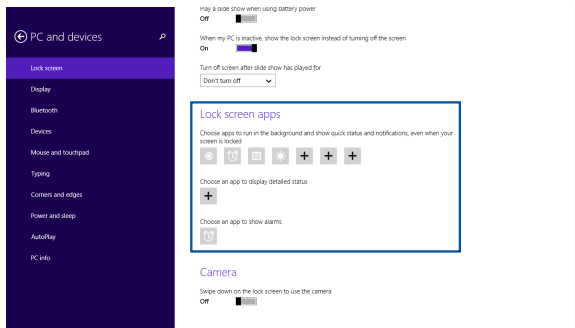 PC and devices
Lock screen
Display
Bluetooth
Devices
Mouse and touchpad
Typing
Corners and edges
Power and sleep
AutoPlay
PC info
Play a slide show when using battery power
Off
When my PC is inactive, show the lock screen instead of turning off the screen
On
Turn off screen after slide show has played for
Don't turn off
Lock screen apps
Choose apps to run in the background and show quick status and notifications, even when your
screen is locked
Choose an app to display detailed status
Choose an app to show alarms
Camera
Swipe down on the lock screen to use the camera
Off